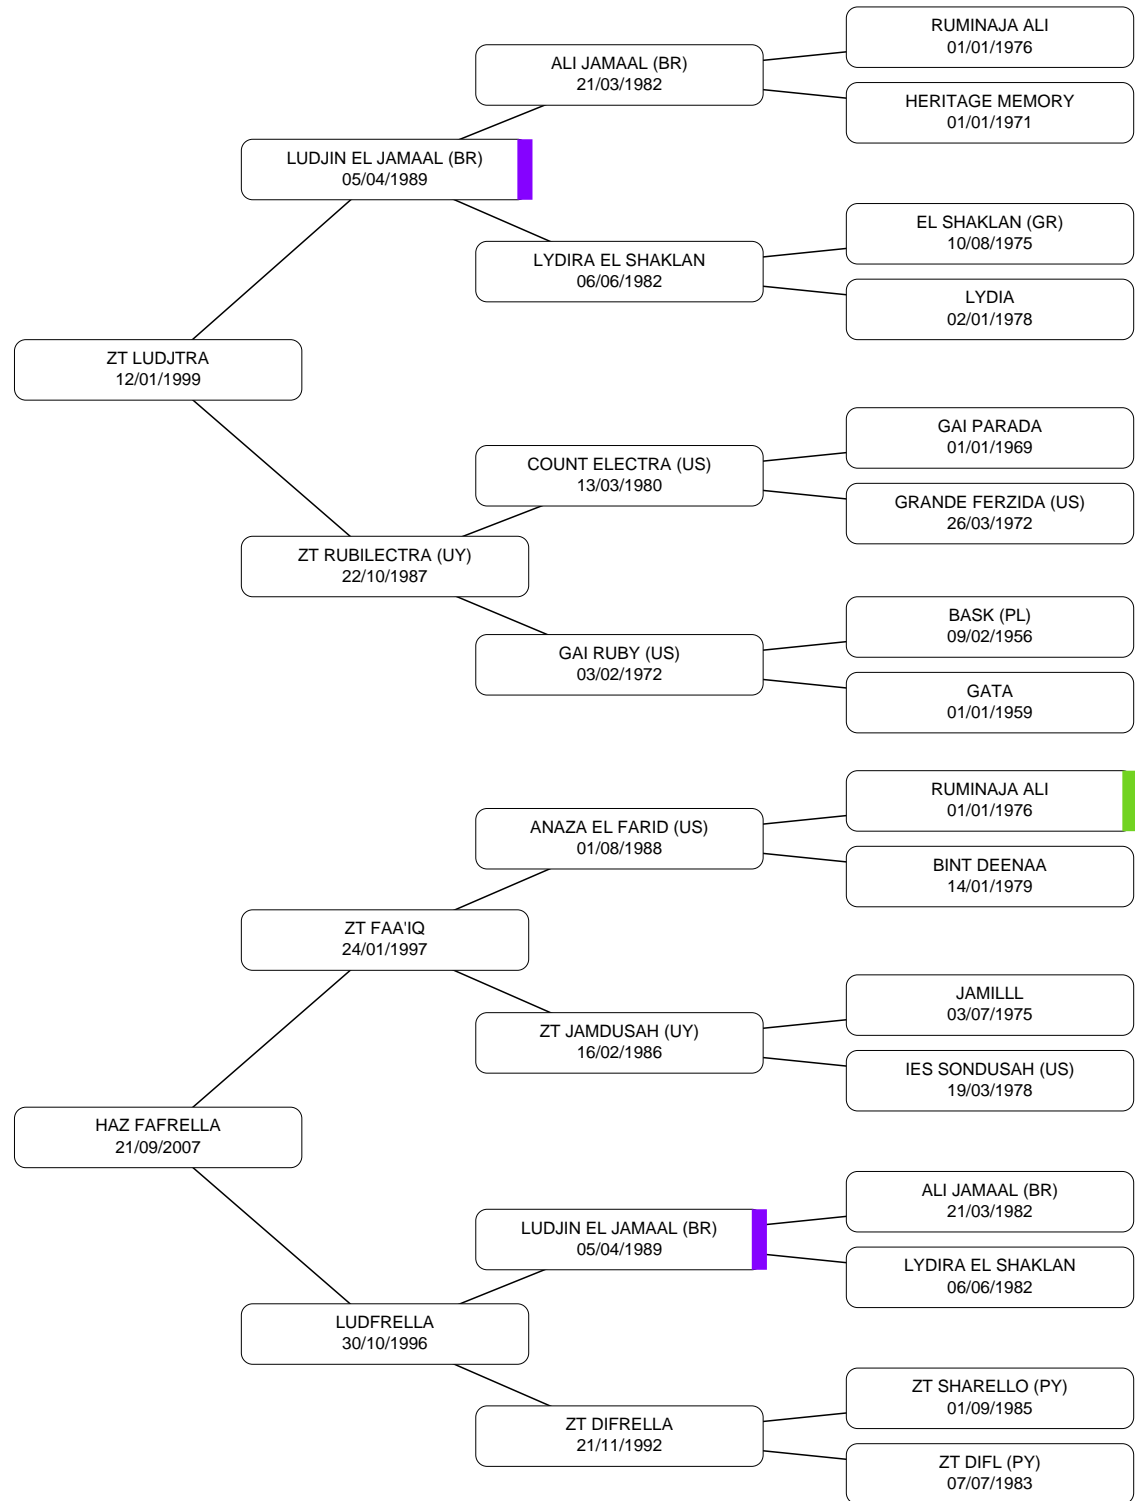 RUMINAJA ALI
01/01/1976
ALI JAMAAL (BR)
21/03/1982
HERITAGE MEMORY
01/01/1971
LUDJIN EL JAMAAL (BR)
05/04/1989
EL SHAKLAN (GR)
10/08/1975
LYDIRA EL SHAKLAN
06/06/1982
LYDIA
02/01/1978
ZT LUDJTRA
12/01/1999
GAI PARADA
01/01/1969
COUNT ELECTRA (US)
13/03/1980
GRANDE FERZIDA (US)
26/03/1972
ZT RUBILECTRA (UY)
22/10/1987
BASK (PL)
09/02/1956
GAI RUBY (US)
03/02/1972
GATA
01/01/1959
RUMINAJA ALI
01/01/1976
ANAZA EL FARID (US)
01/08/1988
BINT DEENAA
14/01/1979
ZT FAA'IQ
24/01/1997
JAMILLL
03/07/1975
ZT JAMDUSAH (UY)
16/02/1986
IES SONDUSAH (US)
19/03/1978
HAZ FAFRELLA
21/09/2007
ALI JAMAAL (BR)
21/03/1982
LUDJIN EL JAMAAL (BR)
05/04/1989
LYDIRA EL SHAKLAN
06/06/1982
LUDFRELLA
30/10/1996
ZT SHARELLO (PY)
01/09/1985
ZT DIFRELLA
21/11/1992
ZT DIFL (PY)
07/07/1983